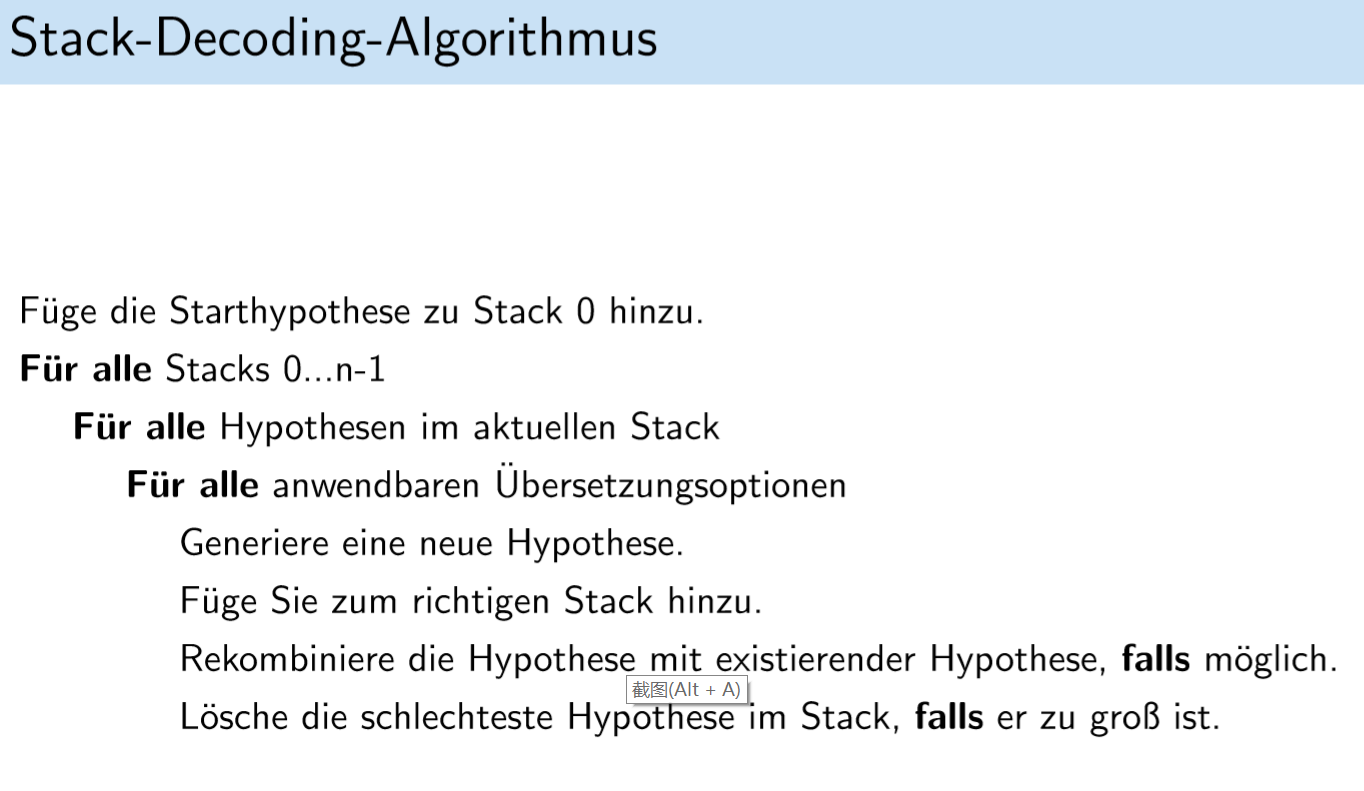 Stack-Decoding-Algorithmus
Füge die Starthypothese zu Stack 0 hinzu.
Für alle Stacks 0...n-1
Für alle Hypothesen im aktuellen Stack
Für alle anwendbaren Übersetzungsoptionen
Generiere eine neue Hypothese.
Füge Sie zum richtigen Stack hinzu.
Rekombiniere die Hypothese mit existierender Hypothese, falls möglich.
截图(Alt + A)
Lösche die schlechteste Hypothese im Stack, falls er zu groß ist.